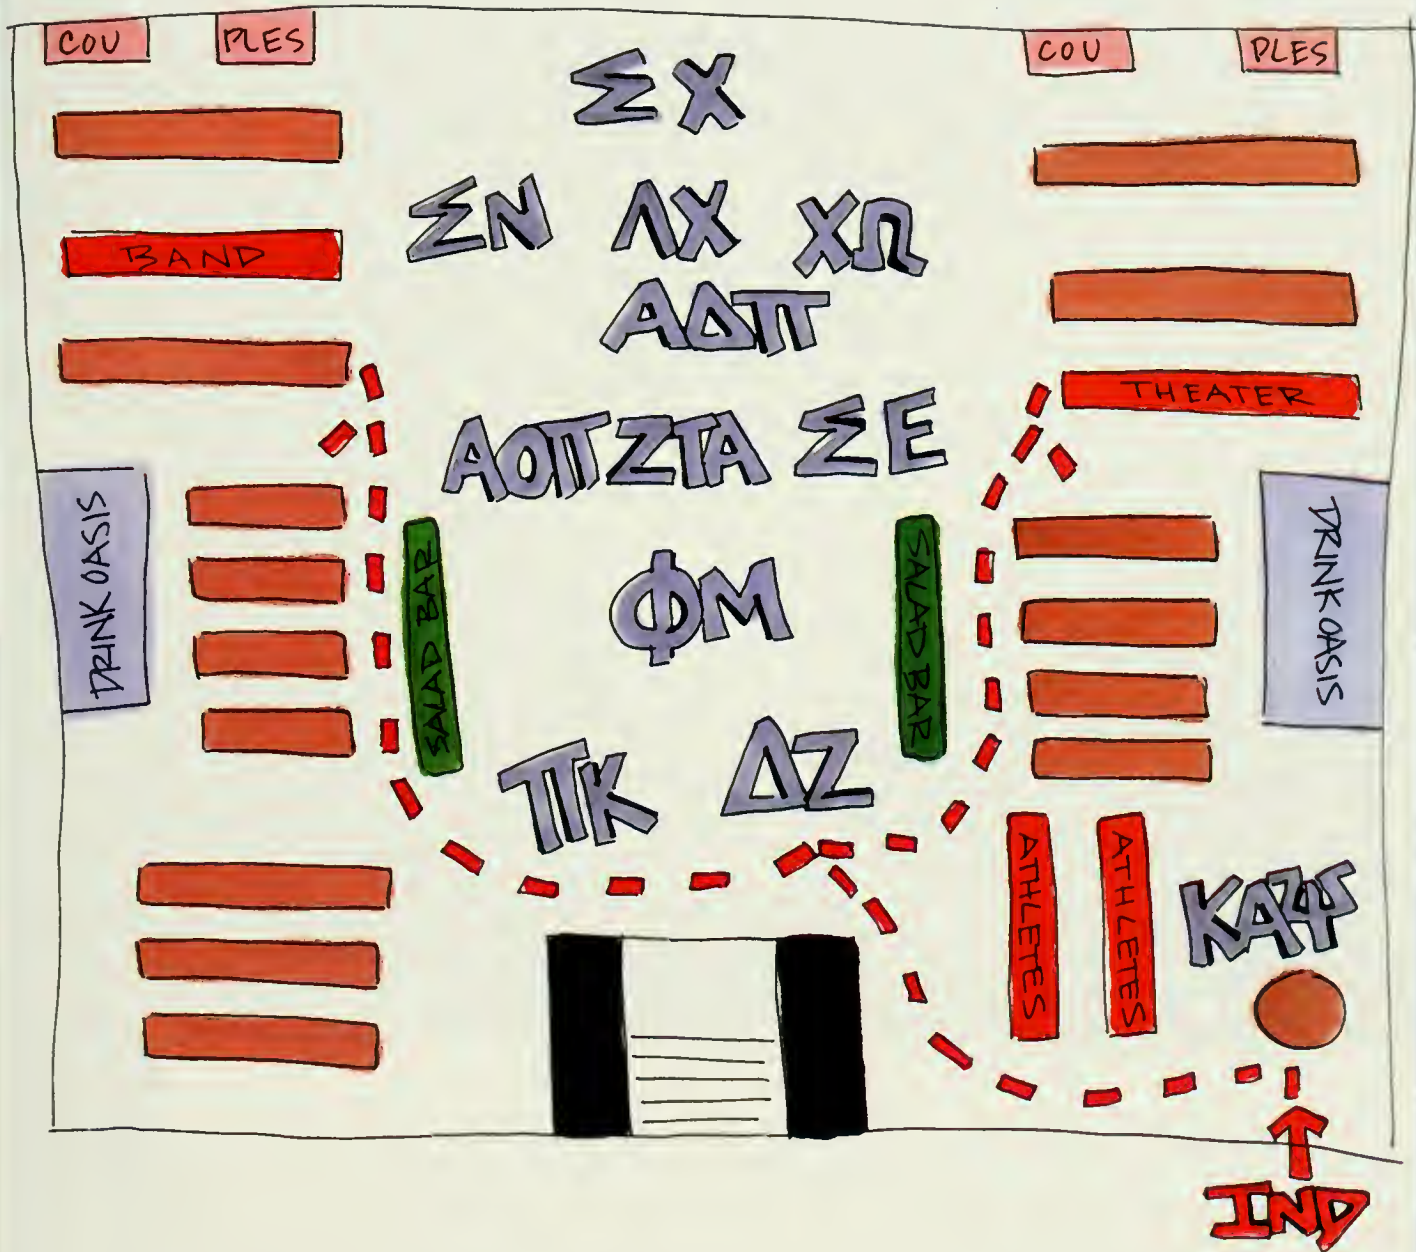 COU PLES COU PLES
ΣΧ
ΣΝ ΛΧ ΧΩ
BAND
ΑΔΠ
THEATER
ΑΟΠ ΖΤΑ ΣΕ
DRINK OASIS
SALAD BAR
ΦΜ
SALAD BAR
DRINK OASIS
ΠΚ ΔΖ
ATHLETES
ATHLETES
ΚΑΨ
IND